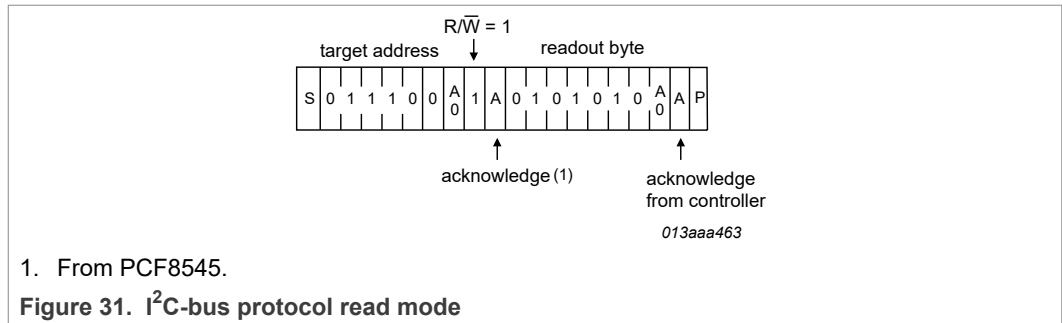 R/W̅ = 1
target address
readout byte
S 0 1 1 1 0 0 A0 1 A 0 1 0 1 0 1 0 A0 A P
acknowledge (1)
acknowledge
from controller
013aaa463
1. From PCF8545.
Figure 31. I²C-bus protocol read mode